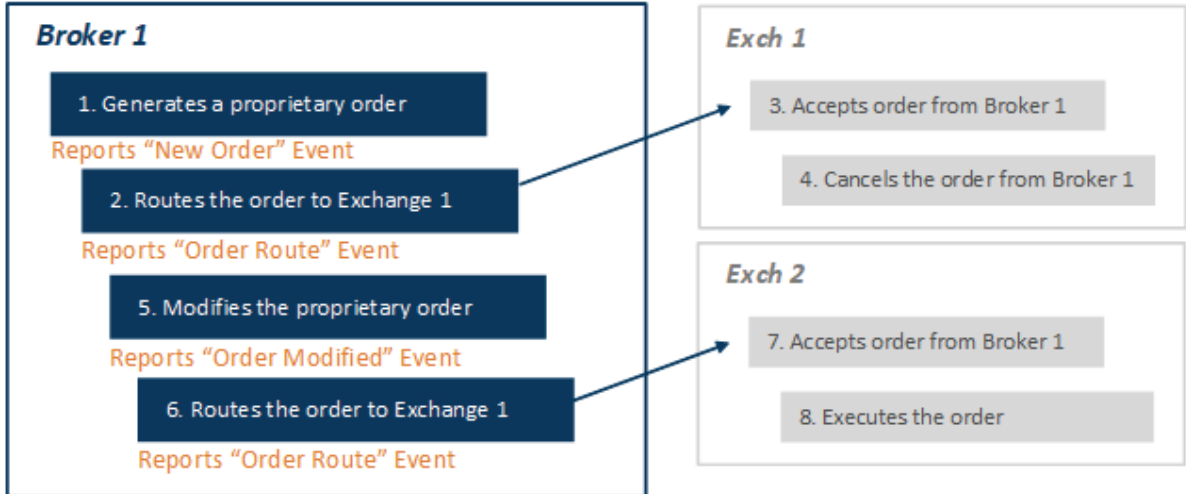 Broker 1
1. Generates a proprietary order
Reports “New Order” Event
2. Routes the order to Exchange 1
Reports “Order Route” Event
5. Modifies the proprietary order
Reports “Order Modified” Event
6. Routes the order to Exchange 1
Reports “Order Route” Event
Exch 1
3. Accepts order from Broker 1
4. Cancels the order from Broker 1
Exch 2
7. Accepts order from Broker 1
8. Executes the order